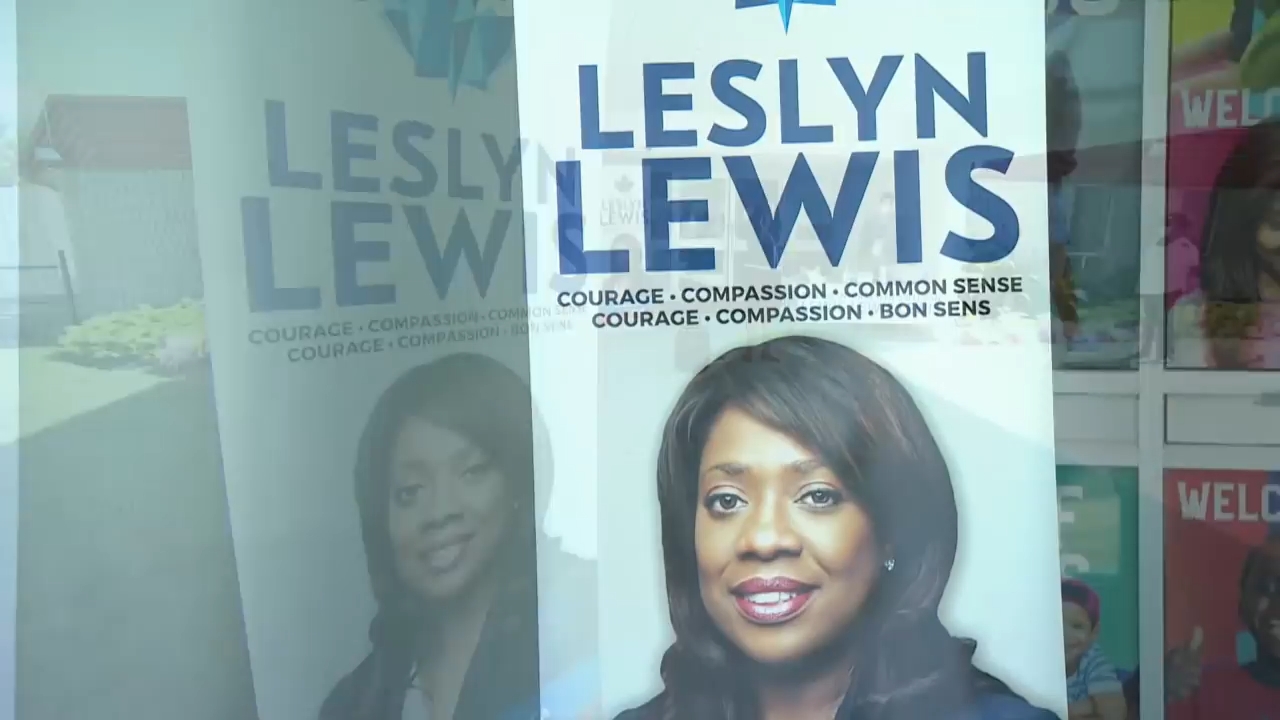 LESLYN
LEWIS
COURAGE • COMPASSION • COMMON SENSE
COURAGE • COMPASSION • BON SENS
LESLYN
LEWIS
COURAGE • COMPASSION • COMMON SENSE
COURAGE • COMPASSION • BON SENS
WELC
WELC